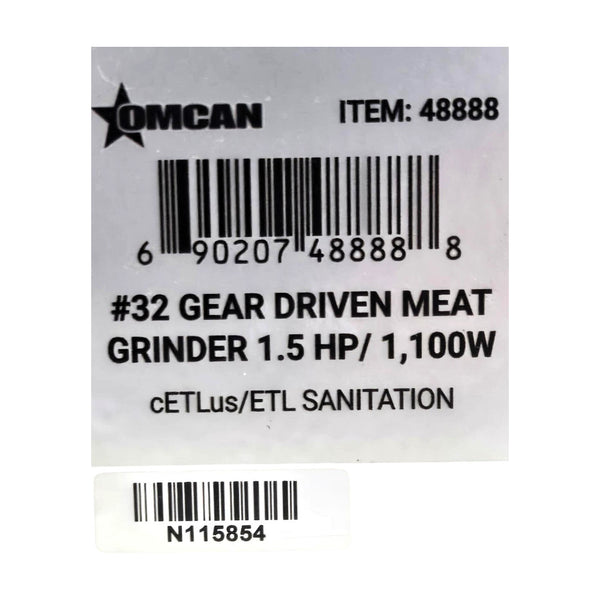 OMCAN
ITEM: 48888
6 90207 48888 8
#32 GEAR DRIVEN MEAT
GRINDER 1.5 HP/ 1,100W
cETLus/ETL SANITATION
N115854